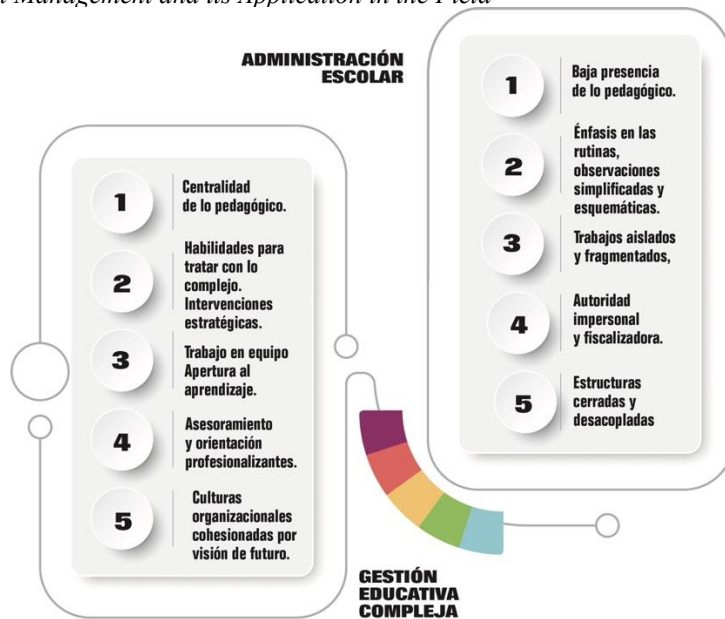 Management and its Application in the Field
ADMINISTRACIÓN
ESCOLAR
1
Baja presencia
de lo pedagógico.
2
Énfasis en las
rutinas,
observaciones
simplificadas y
esquemáticas.
3
Trabajos aislados
y fragmentados,
4
Autoridad
impersonal
y fiscalizadora.
5
Estructuras
cerradas y
desacopladas
1
Centralidad
de lo pedagógico.
2
Habilidades para
tratar con lo
complejo.
Intervenciones
estratégicas.
3
Trabajo en equipo
Apertura al
aprendizaje.
4
Asesoramiento
y orientación
profesionalizantes.
5
Culturas
organizacionales
cohesionadas por
visión de futuro.
GESTIÓN
EDUCATIVA
COMPLEJA